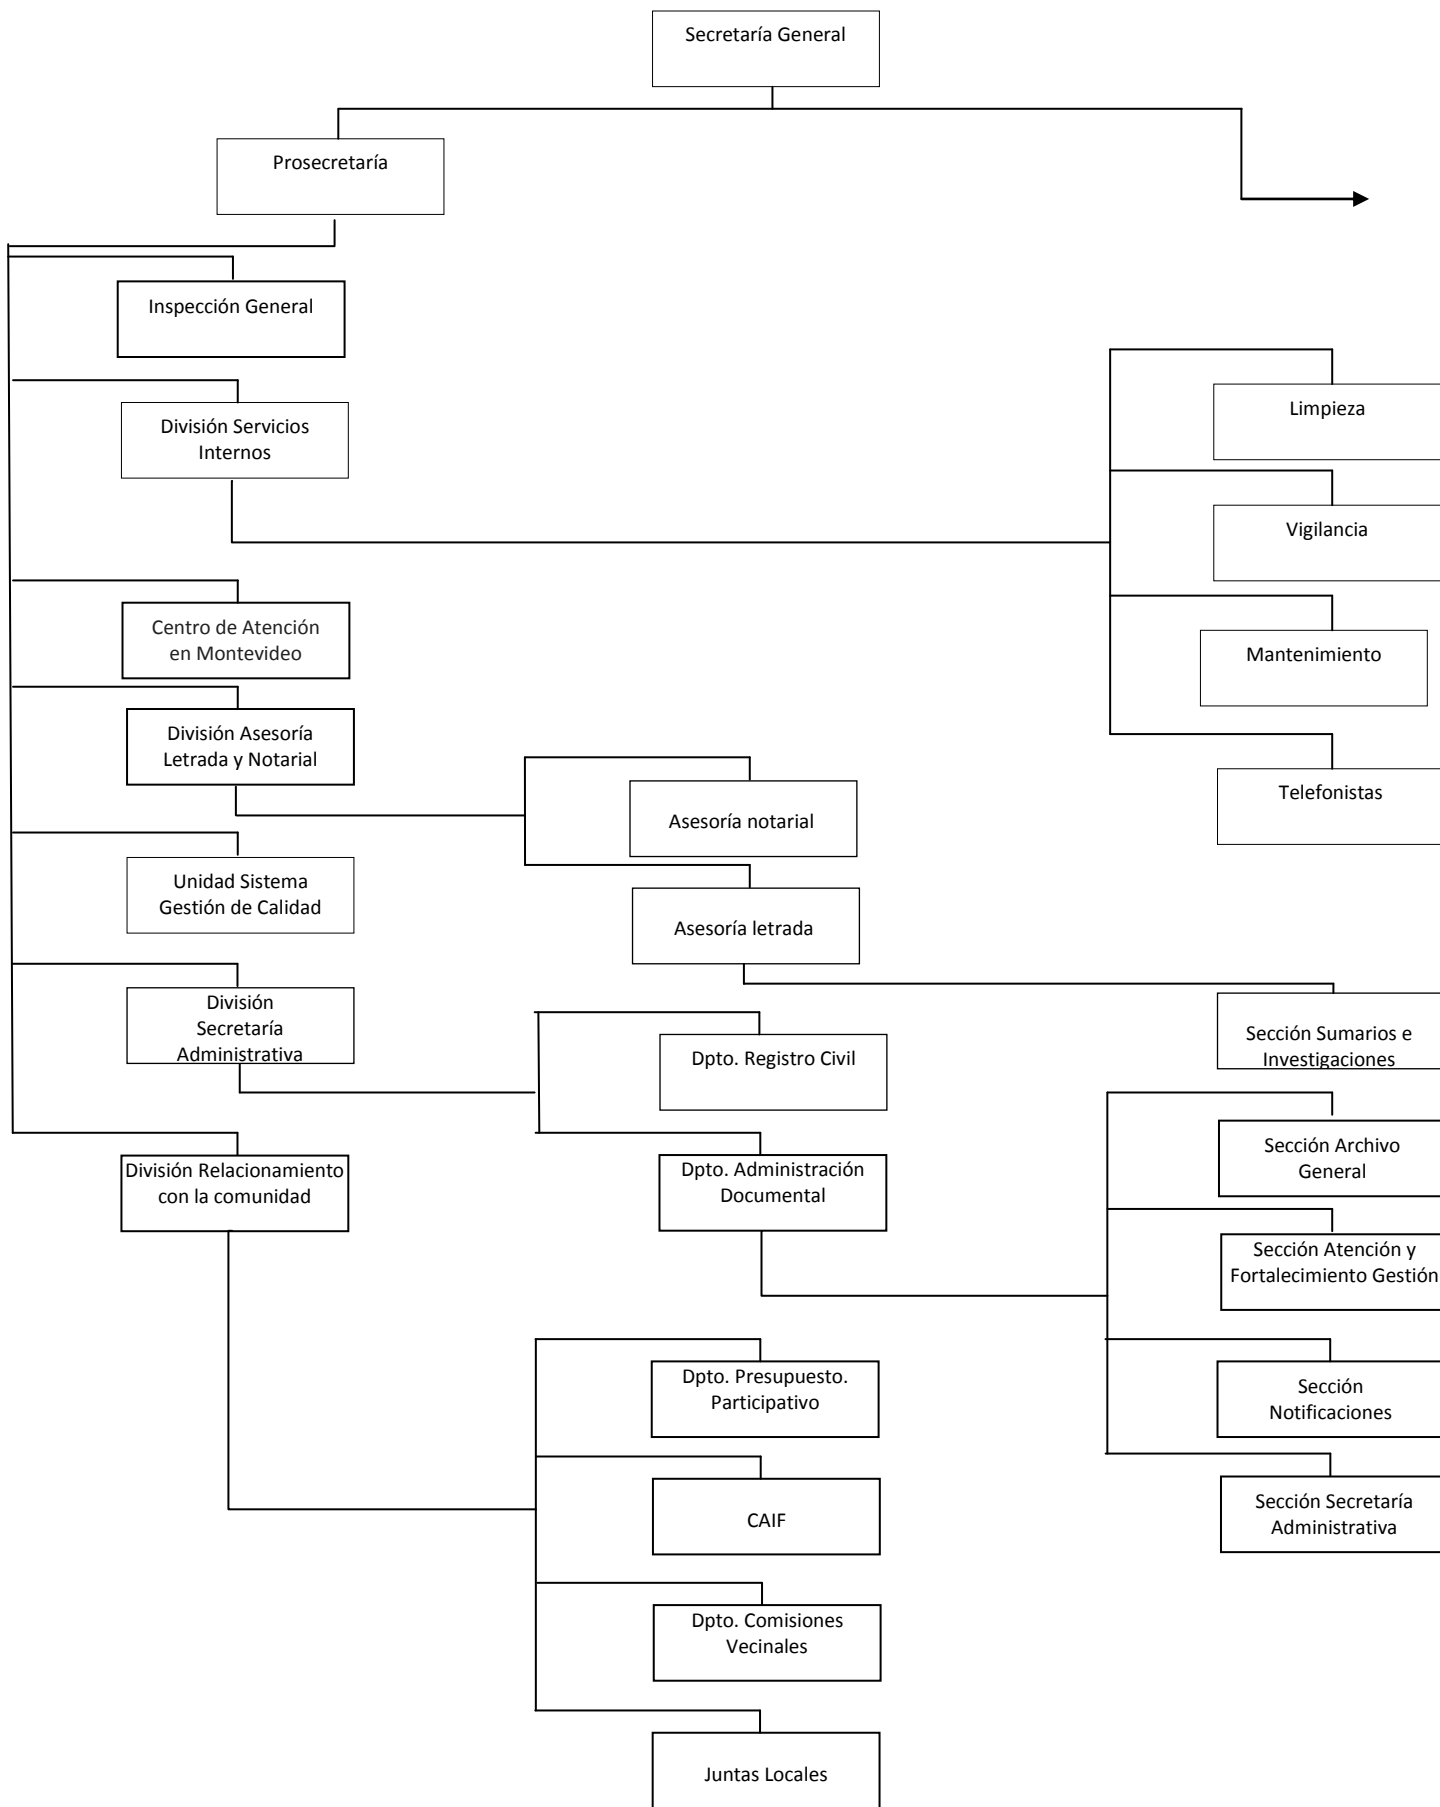 Secretaría General
Prosecretaría
Inspección General
División Servicios
Internos
Limpieza
Vigilancia
Centro de Atención
en Montevideo
Mantenimiento
División Asesoría
Letrada y Notarial
Telefonistas
Asesoría notarial
Unidad Sistema
Gestión de Calidad
Asesoría letrada
División
Secretaría
Administrativa
Sección Sumarios e
Investigaciones
Dpto. Registro Civil
Sección Archivo
General
División Relacionamiento
con la comunidad
Dpto. Administración
Documental
Sección Atención y
Fortalecimiento Gestión
Dpto. Presupuesto.
Participativo
Sección
Notificaciones
CAIF
Sección Secretaría
Administrativa
Dpto. Comisiones
Vecinales
Juntas Locales